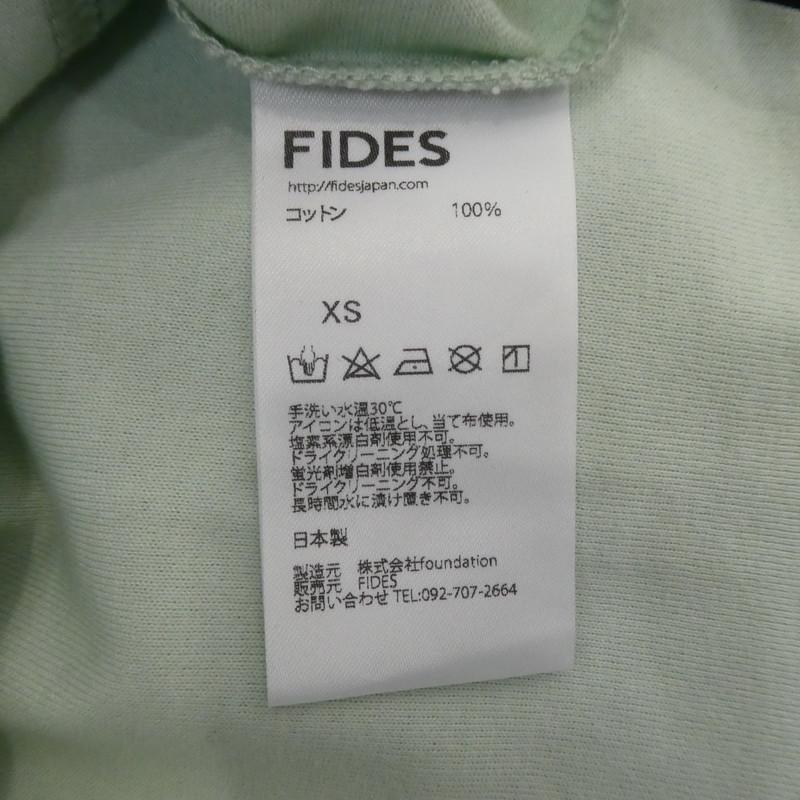 FIDES
http://fidesjapan.com
コットン 100%
XS
手洗い水温30℃
アイコンは低温とし、当て布使用。
塩素系漂白剤使用不可。
ドライクリーニング処理不可。
蛍光剤増白剤使用禁止。
ドライクリーニング不可。
長時間水に漬け置き不可。
日本製
製造元 株式会社foundation
販売元 FIDES
お問い合わせ TEL:092-707-2664